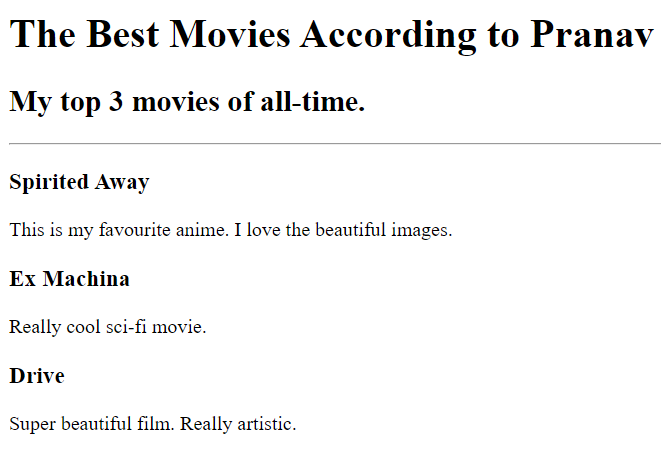 The Best Movies According to Pranav
My top 3 movies of all-time.
Spirited Away
This is my favourite anime. I love the beautiful images.
Ex Machina
Really cool sci-fi movie.
Drive
Super beautiful film. Really artistic.